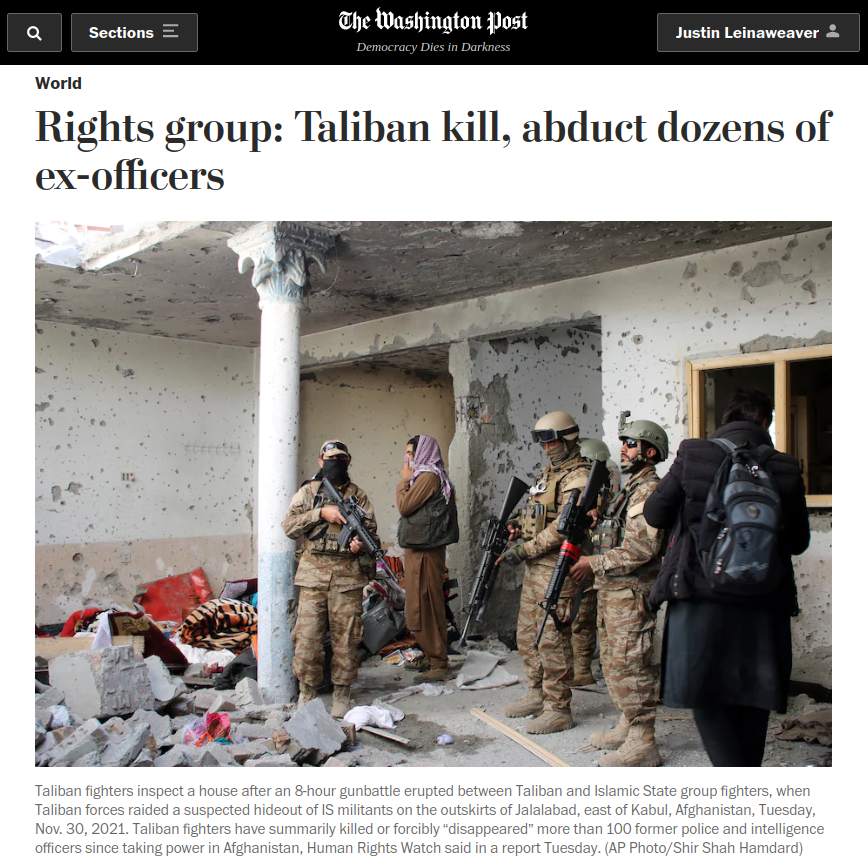 Sections
The Washington Post
Democracy Dies in Darkness
Justin Leinaweaver
World
Rights group: Taliban kill, abduct dozens of
ex-officers
Taliban fighters inspect a house after an 8-hour gunbattle erupted between Taliban and Islamic State group fighters, when
Taliban forces raided a suspected hideout of IS militants on the outskirts of Jalalabad, east of Kabul, Afghanistan, Tuesday,
Nov. 30, 2021. Taliban fighters have summarily killed or forcibly “disappeared” more than 100 former police and intelligence
officers since taking power in Afghanistan, Human Rights Watch said in a report Tuesday. (AP Photo/Shir Shah Hamdard)